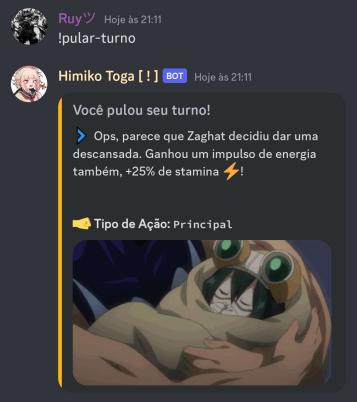 Ruyツ Hoje às 21:11
!pular-turno
Himiko Toga [ ! ] BOT Hoje às 21:11
Você pulou seu turno!
Ops, parece que Zaghat decidiu dar uma
descansada. Ganhou um impulso de energia
também, +25% de stamina ⚡!
🤜 Tipo de Ação: Principal